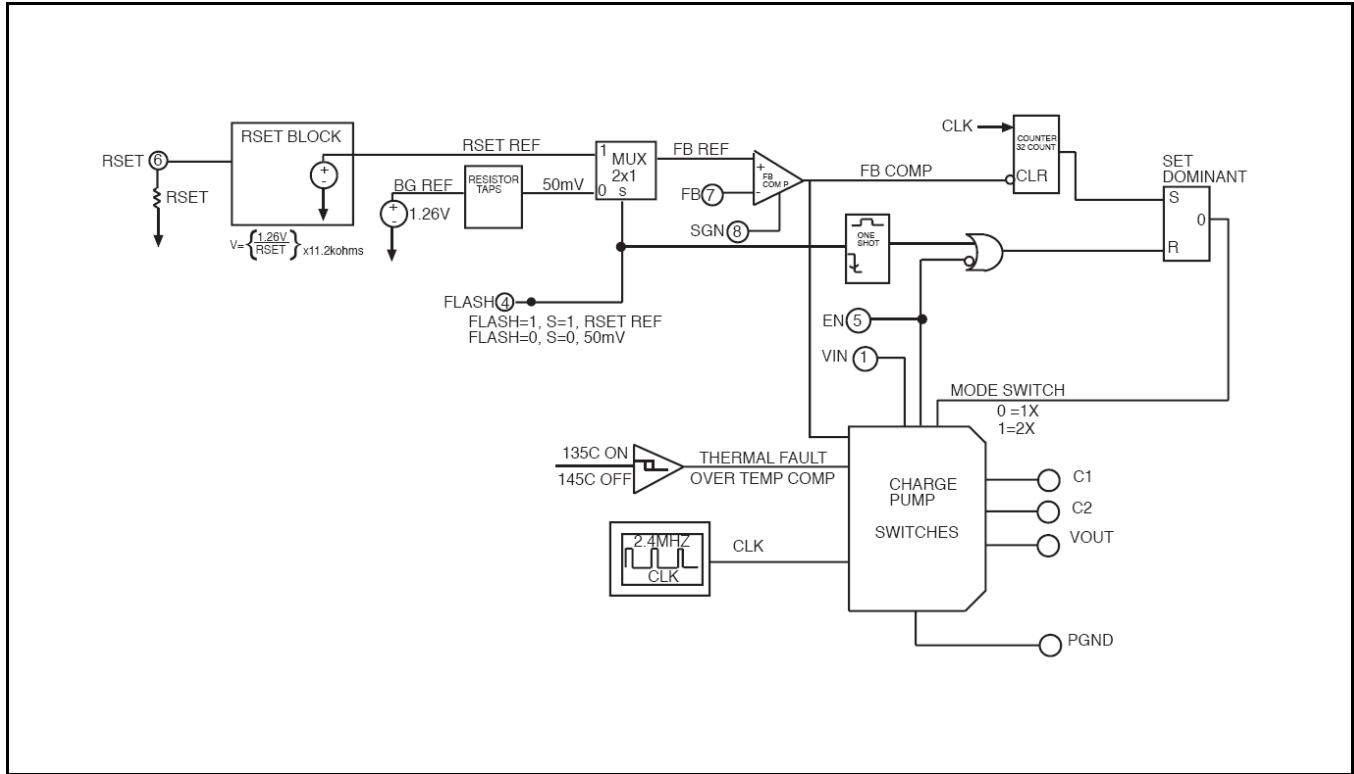 RSET BLOCK
RSET 6
RSET
V={1.26V/RSET}x11.2kohms
RSET REF
BG REF
1.26V
+
-
+
-
RESISTOR
TAPS
50mV
1
MUX
2x1
0 s
FB REF
+
FB
COM P
-
FB 7
SGN 8
FB COMP
CLK
COUNTER
32 COUNT
CLR
SET
DOMINANT
S
0
R
ONE
SHOT
FLASH 4
FLASH=1, S=1, RSET REF
FLASH=0, S=0, 50mV
EN 5
VIN 1
MODE SWITCH
0 =1X
1=2X
135C ON
145C OFF
THERMAL FAULT
OVER TEMP COMP
CHARGE
PUMP
SWITCHES
C1
C2
VOUT
2.4MHZ
CLK
CLK
PGND